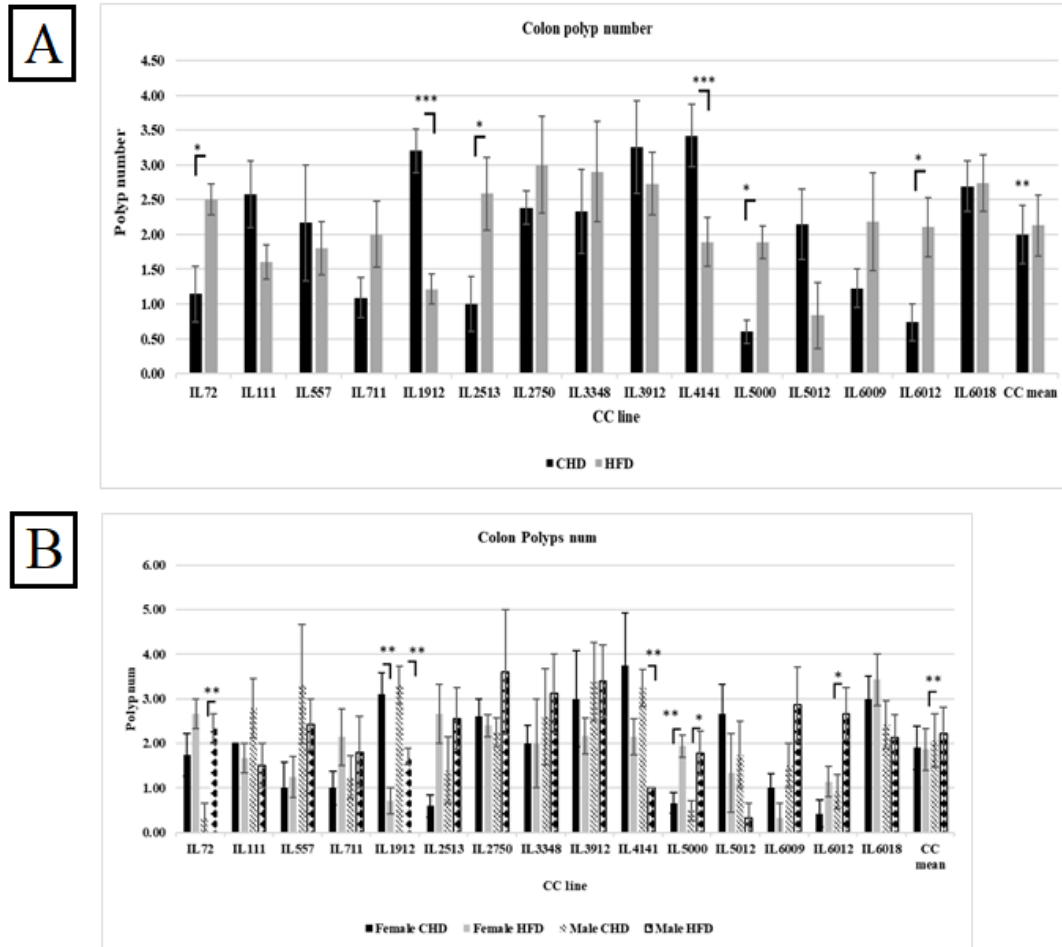 A
Colon polyp number
Polyp number
4.50
4.00
3.50
3.00
2.50
2.00
1.50
1.00
0.50
0.00
* *** * *** * * **
IL72 IL111 IL557 IL711 IL1912 IL2513 IL2750 IL3348 IL3912 IL4141 IL5000 IL5012 IL6009 IL6012 IL6018 CC mean
CC line
CHD HFD
B
Colon Polyps num
Polyp num
6.00
5.00
4.00
3.00
2.00
1.00
0.00
** ** ** ** ** * * **
IL72 IL111 IL557 IL711 IL1912 IL2513 IL2750 IL3348 IL3912 IL4141 IL5000 IL5012 IL6009 IL6012 IL6018 CC
mean
CC line
Female CHD Female HFD Male CHD Male HFD